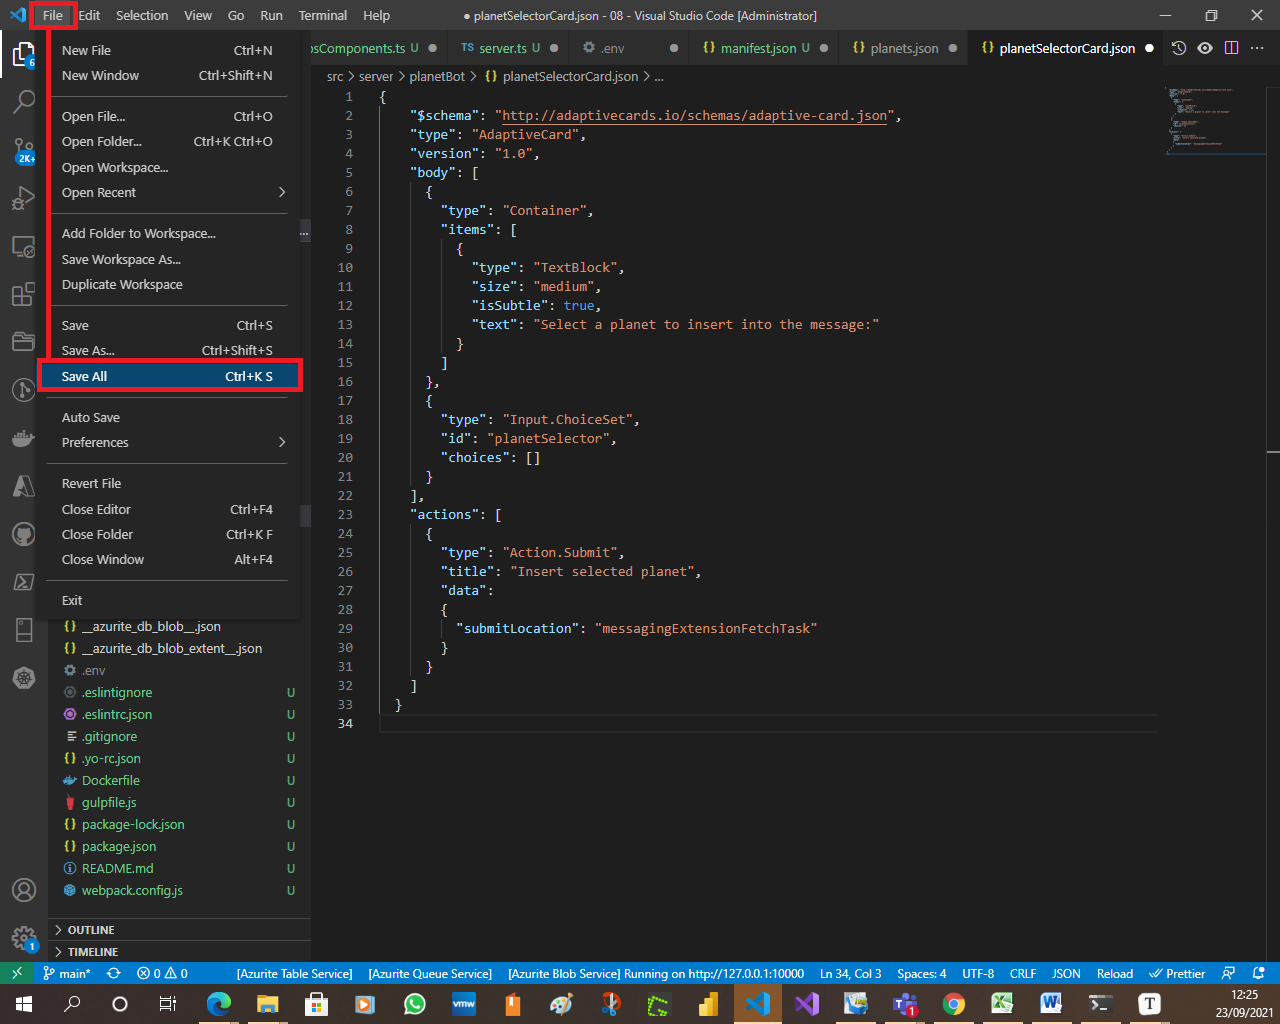 File Edit Selection View Go Run Terminal Help ● planetSelectorCard.json - 08 - Visual Studio Code [Administrator]
psComponents.ts U TS server.ts U .env {} manifest.json U {} planets.json {} planetSelectorCard.json ...
src > server > planetBot > {} planetSelectorCard.json > ...
New File Ctrl+N
New Window Ctrl+Shift+N
Open File... Ctrl+O
Open Folder... Ctrl+K Ctrl+O
Open Workspace...
Open Recent >
Add Folder to Workspace...
Save Workspace As...
Duplicate Workspace
Save Ctrl+S
Save As... Ctrl+Shift+S
Save All Ctrl+K S
Auto Save
Preferences >
Revert File
Close Editor Ctrl+F4
Close Folder Ctrl+K F
Close Window Alt+F4
Exit
6
2K+
1
{} __azurite_db_blob__.json
{} __azurite_db_blob_extent__.json
.env
.eslintignore U
.eslintrc.json U
.gitignore U
{} .yo-rc.json U
Dockerfile U
gulpfile.js U
{} package-lock.json U
{} package.json U
README.md U
webpack.config.js U
> OUTLINE
> TIMELINE
1 {
2 "$schema": "http://adaptivecards.io/schemas/adaptive-card.json",
3 "type": "AdaptiveCard",
4 "version": "1.0",
5 "body": [
6 {
7 "type": "Container",
8 "items": [
9 {
10 "type": "TextBlock",
11 "size": "medium",
12 "isSubtle": true,
13 "text": "Select a planet to insert into the message:"
14 }
15 ]
16 },
17 {
18 "type": "Input.ChoiceSet",
19 "id": "planetSelector",
20 "choices": []
21 }
22 ],
23 "actions": [
24 {
25 "type": "Action.Submit",
26 "title": "Insert selected planet",
27 "data":
28 {
29 "submitLocation": "messagingExtensionFetchTask"
30 }
31 }
32 ]
33 }
34
main* 0 0 [Azurite Table Service] [Azurite Queue Service] [Azurite Blob Service] Running on http://127.0.0.1:10000 Ln 34, Col 3 Spaces: 4 UTF-8 CRLF JSON Reload Prettier
vmw 1 T
12:25
23/09/2021